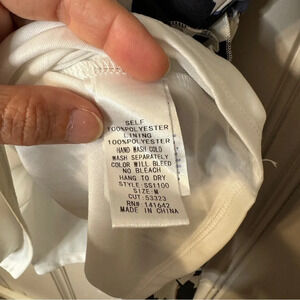 SELF
100%POLYESTER
LINING
100%POLYESTER
HAND WASH COLD
WASH SEPARATELY
COLOR WILL BLEED
NO BLEACH
HANG TO DRY
STYLE:SS1100
SIZE:M
CUT:53323
RN#:141642
MADE IN CHINA